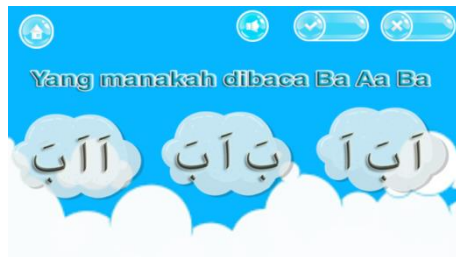 Yang manakah dibaca Ba Aa Ba
اَ اَ بَ
بَ اَ بَ
اَ بَ اَ